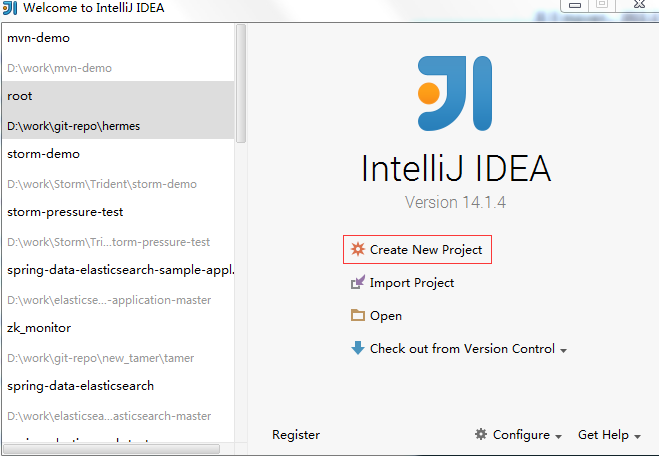 Welcome to IntelliJ IDEA
mvn-demo
D:\work\mvn-demo
root
D:\work\git-repo\hermes
storm-demo
D:\work\Storm\Trident\storm-demo
storm-pressure-test
D:\work\Storm\Tri...torm-pressure-test
spring-data-elasticsearch-sample-appl.
D:\work\elasticse...-application-master
zk_monitor
D:\work\git-repo\new_tamer\tamer
spring-data-elasticsearch
D:\work\elasticsea...asticsearch-master
IntelliJ IDEA
Version 14.1.4
Create New Project
Import Project
Open
Check out from Version Control
Register
Configure
Get Help